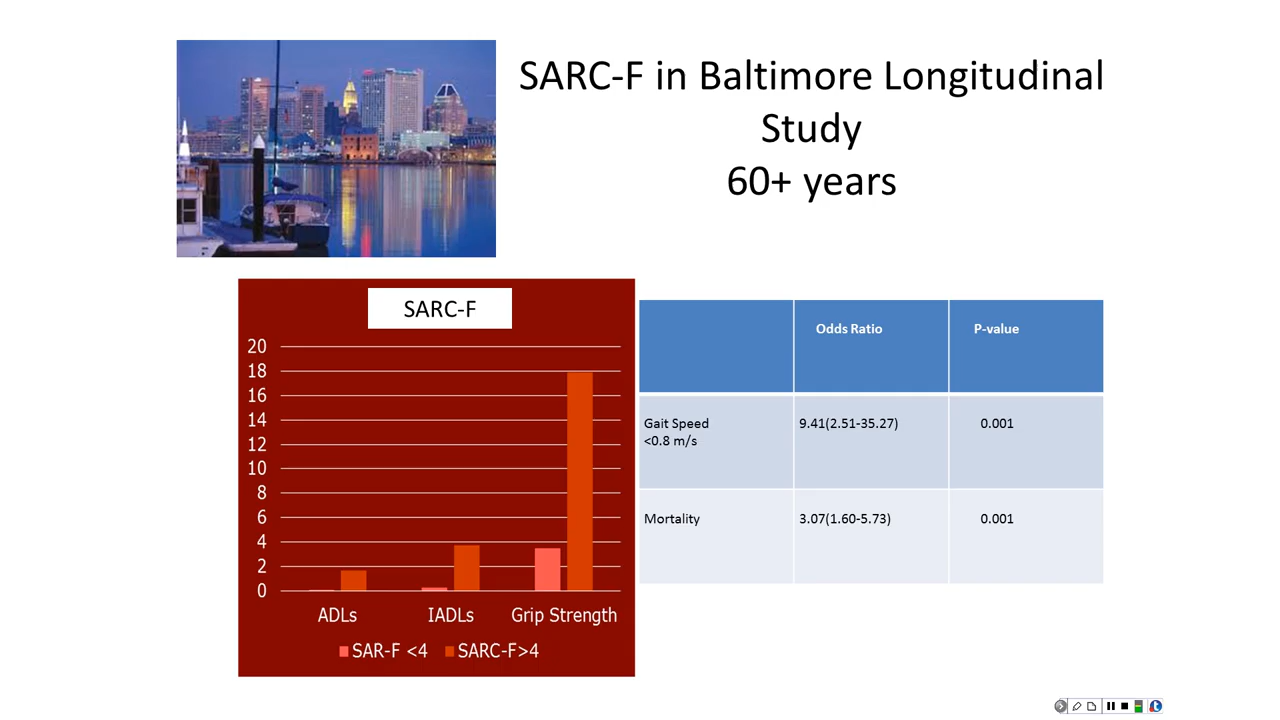 SARC-F in Baltimore Longitudinal
Study
60+ years
SARC-F
20
18
16
14
12
10
8
6
4
2
0
ADLs IADLs Grip Strength
SAR-F <4 SARC-F>4
Odds Ratio P-value
Gait Speed 9.41(2.51-35.27) 0.001
<0.8 m/s
Mortality 3.07(1.60-5.73) 0.001